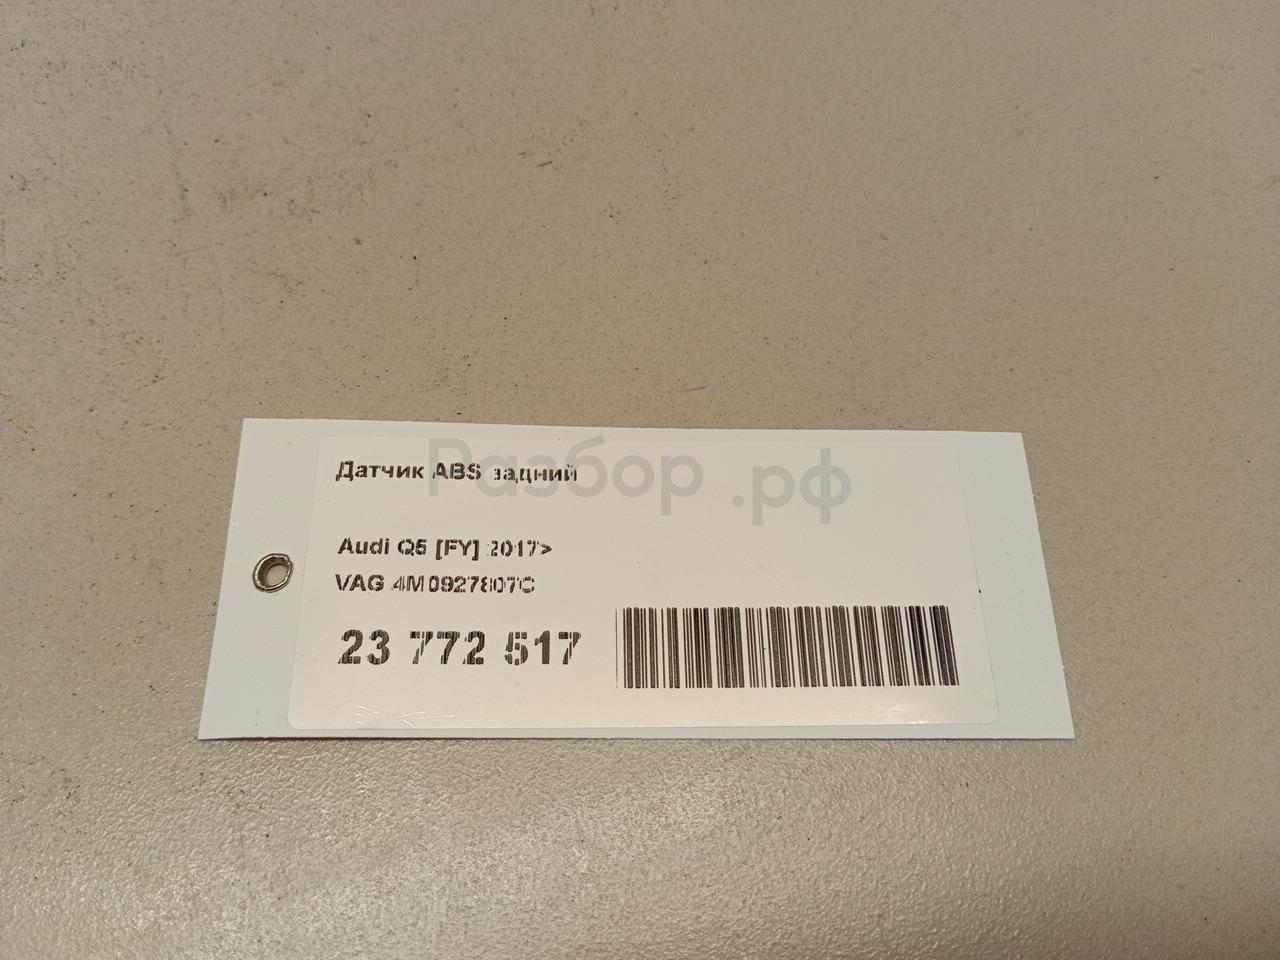 Разбор.рф
Датчик ABS задний
Audi Q5 [FY] 2017>
VAG 4M0927807C
23 772 517